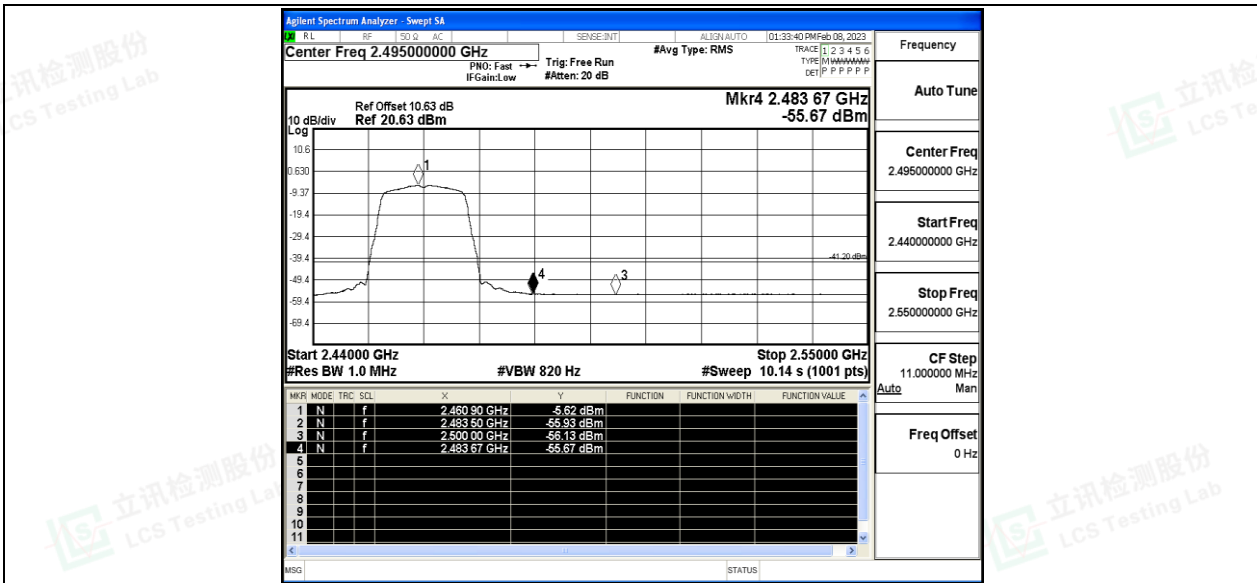 Agilent Spectrum Analyzer - Swept SA
RL RF 50 Ω AC SENSE:INT ALIGN AUTO 01:33:40 PM Feb 08, 2023
Center Freq 2.495000000 GHz
PNO: Fast
IFGain:Low
Trig: Free Run
#Atten: 20 dB
#Avg Type: RMS
TRACE 1 2 3 4 5 6
TYPE M
DET P P P P P P
Ref Offset 10.63 dB
10 dB/div Ref 20.63 dBm
Log
Mkr4 2.483 67 GHz
-55.67 dBm
10.6
0.630
-9.37
-19.4
-29.4
-39.4
-49.4
-59.4
-69.4
1
4
3
-41.20 dBm
Start 2.44000 GHz Stop 2.55000 GHz
#Res BW 1.0 MHz #VBW 820 Hz #Sweep 10.14 s (1001 pts)
MKR MODE TRC SCL X Y FUNCTION FUNCTION WIDTH FUNCTION VALUE
1 N f 2.460 90 GHz -5.62 dBm
2 N f 2.483 50 GHz -55.93 dBm
3 N f 2.500 00 GHz -56.13 dBm
4 N f 2.483 67 GHz -55.67 dBm
5
6
7
8
9
10
11
MSG STATUS
Frequency
Auto Tune
Center Freq
2.495000000 GHz
Start Freq
2.440000000 GHz
Stop Freq
2.550000000 GHz
CF Step
11.000000 MHz
Auto Man
Freq Offset
0 Hz
立讯检测股份
LCS Testing Lab
立讯检测股份
LCS Testing Lab